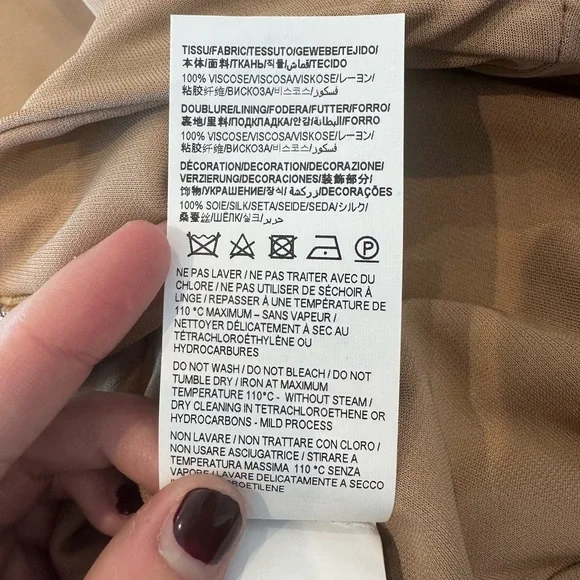 TISSU/FABRIC/TESSUTO/GEWEBE/TEJIDO/
本体/面料/ТКАНЬ/직물/قماش/TECIDO
100% VISCOSE/VISCOSA/VISKOSE/レーヨン/
粘胶纤维/ВИСКОЗА/비스코스/فسكوز
DOUBLURE/LINING/FODERA/FUTTER/FORRO/
裏地/里料/ПОДКЛАДКА/안감/البطانة/FORRO
100% VISCOSE/VISCOSA/VISKOSE/レーヨン/
粘胶纤维/ВИСКОЗА/비스코스/فسكوز
DÉCORATION/DECORATION/DECORAZIONE/
VERZIERUNG/DECORACIONES/装飾部分/
饰物/УКРАШЕНИЕ/장식/زركشة/DECORAÇÕES
100% SOIE/SILK/SETA/SEIDE/SEDA/シルク/
桑蚕丝/ШЁЛК/실크/حرير
P
NE PAS LAVER / NE PAS TRAITER AVEC DU
CHLORE / NE PAS UTILISER DE SÉCHOIR À
LINGE / REPASSER À UNE TEMPÉRATURE DE
110 °C MAXIMUM – SANS VAPEUR /
NETTOYER DÉLICATEMENT À SEC AU
TÉTRACHLOROÉTHYLÈNE OU
HYDROCARBURES
DO NOT WASH / DO NOT BLEACH / DO NOT
TUMBLE DRY / IRON AT MAXIMUM
TEMPERATURE 110°C - WITHOUT STEAM /
DRY CLEANING IN TETRACHLOROETHENE OR
HYDROCARBONS - MILD PROCESS
NON LAVARE / NON TRATTARE CON CLORO /
NON USARE ASCIUGATRICE / STIRARE A
TEMPERATURA MASSIMA 110 °C SENZA
VAPORE / LAVARE DELICATAMENTE A SECCO